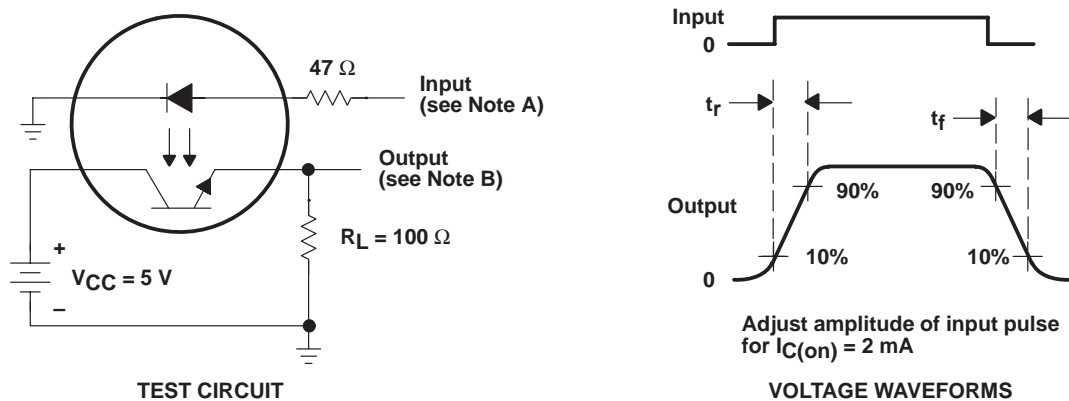 47 Ω
Input
(see Note A)
Output
(see Note B)
RL = 100 Ω
+
VCC = 5 V
–
TEST CIRCUIT
Input
0
tr
tf
Output
90%
90%
10%
10%
0
Adjust amplitude of input pulse
for IC(on) = 2 mA
VOLTAGE WAVEFORMS